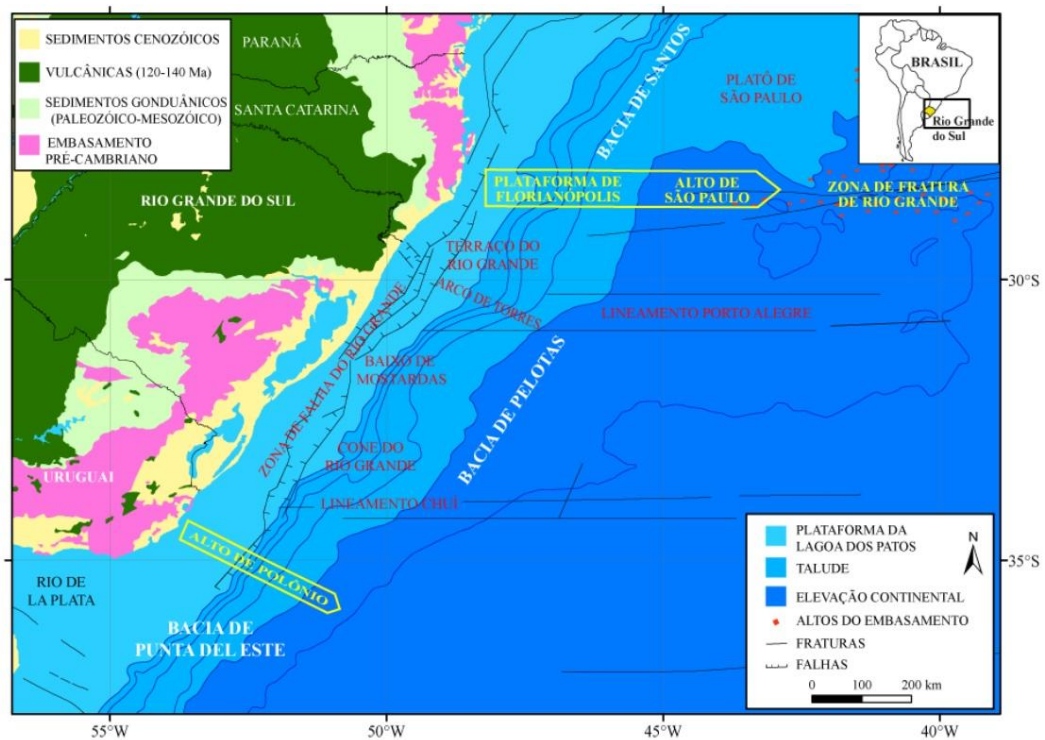 SEDIMENTOS CENOZÓICOS
VULCÂNICAS (120-140 Ma)
SEDIMENTOS GONDUÂNICOS
(PALEOZÓICO-MESOZÓICO)
EMBASAMENTO
PRÉ-CAMBRIANO
PARANÁ
SANTA CATARINA
RIO GRANDE DO SUL
URUGUAI
RIO DE
LA PLATA
BACIA DE SANTOS
PLATÔ DE
SÃO PAULO
BRASIL
Rio Grande
do Sul
PLATAFORMA DE
FLORIANÓPOLIS
ALTO DE
SÃO PAULO
ZONA DE FRATURA
DE RIO GRANDE
TERRAÇO DO
RIO GRANDE
ARCO DE TORRES
LINEAMENTO PORTO ALEGRE
ZONA DE FALHA DO RIO GRANDE
BAIXO DE
MOSTARDAS
BACIA DE PELOTAS
CONE DO
RIO GRANDE
LINEAMENTO CHUÍ
ALTO DE POLÔNIO
BACIA DE
PUNTA DEL ESTE
PLATAFORMA DA
LAGOA DOS PATOS
TALUDE
ELEVAÇÃO CONTINENTAL
ALTOS DO EMBASAMENTO
FRATURAS
FALHAS
N
0 100 200 km
30°S
35°S
55°W
50°W
45°W
40°W